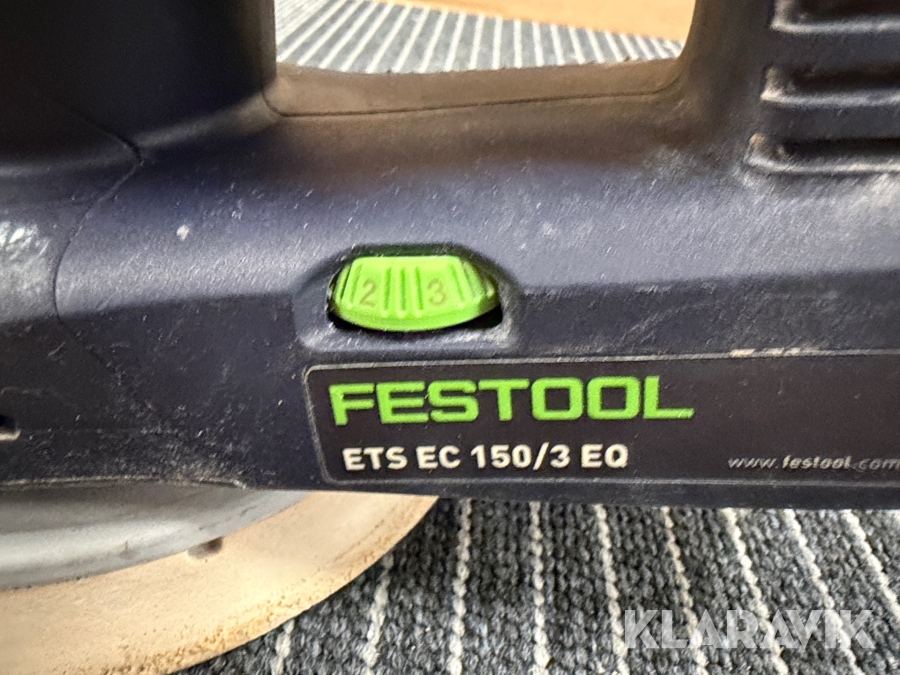 2 3
FESTOOL
ETS EC 150/3 EQ
www.festool.com
KLARAVIK